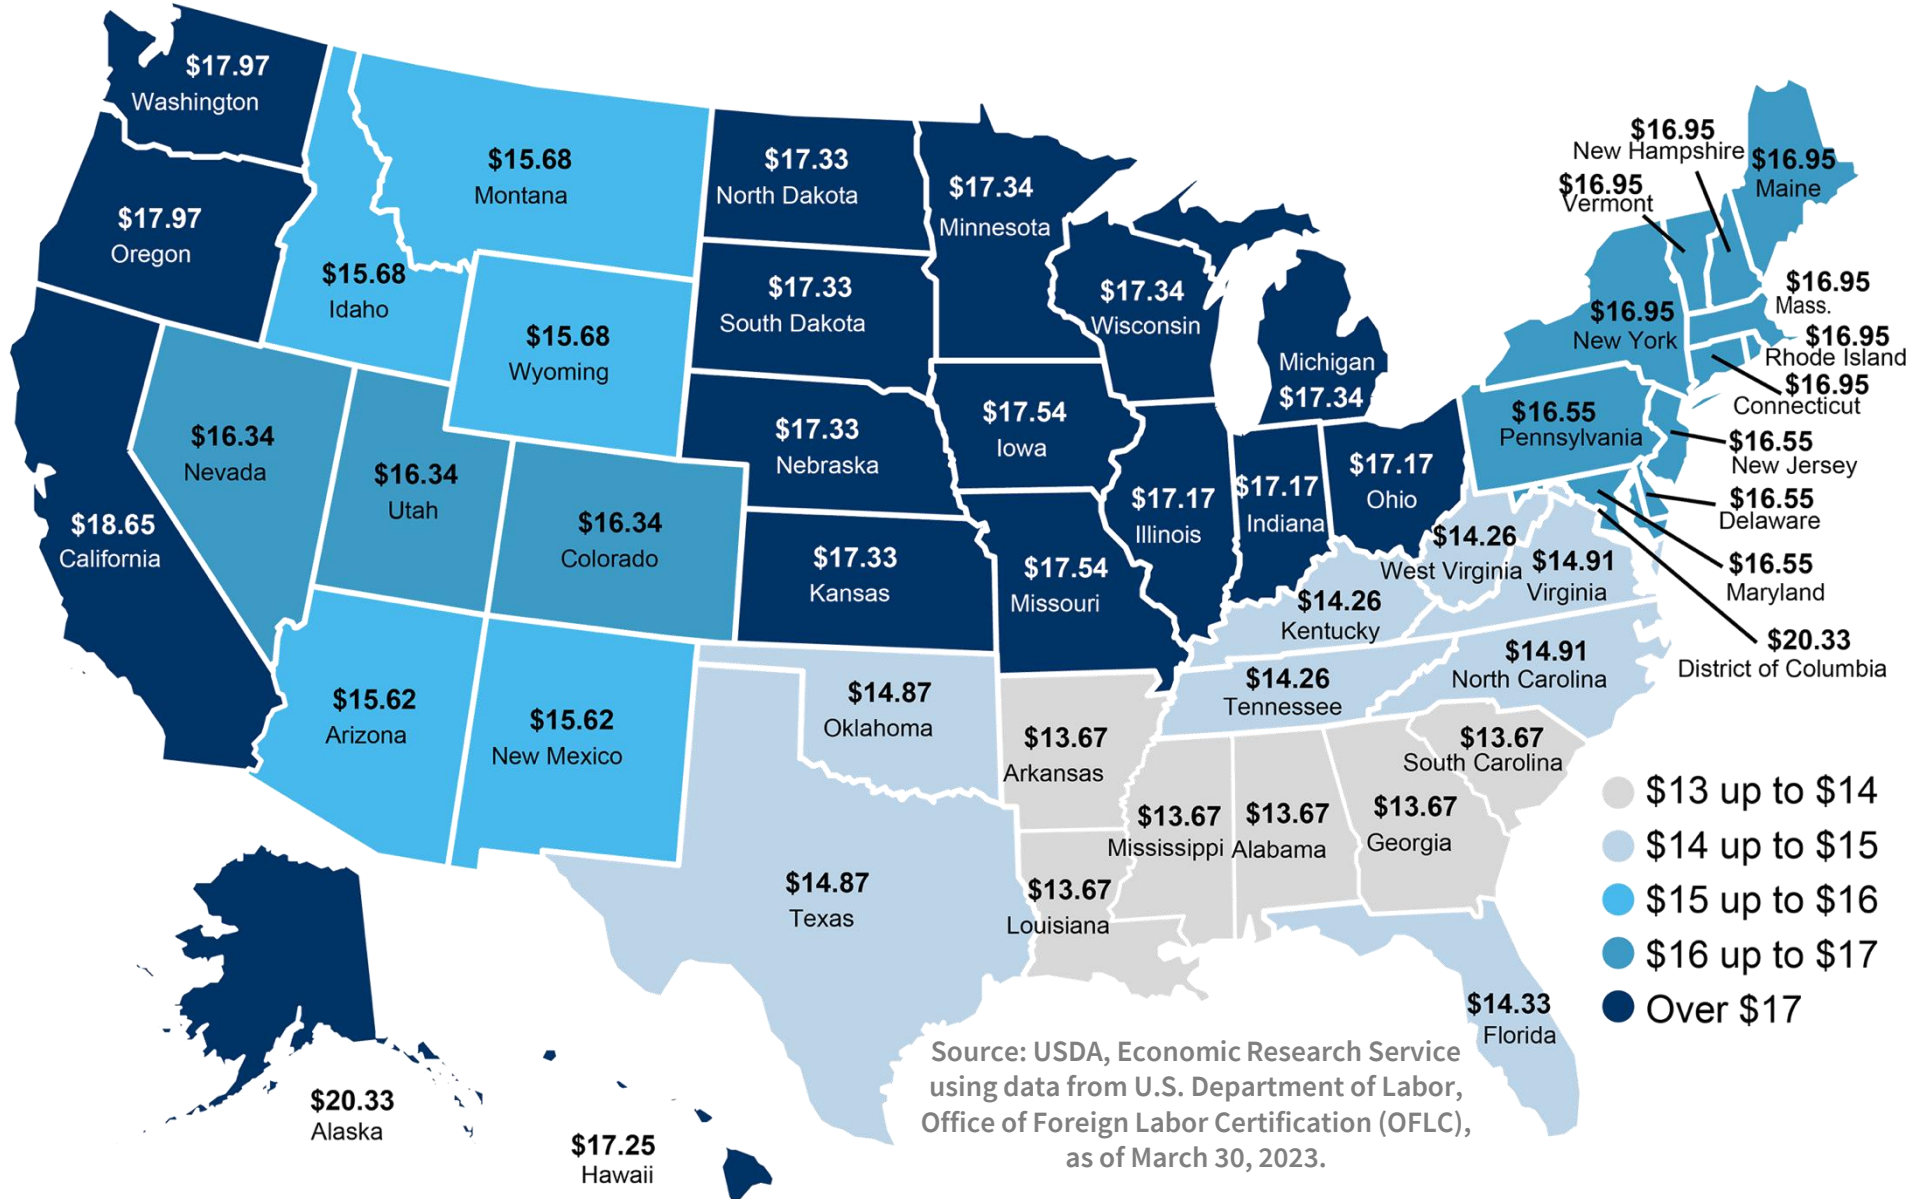 $17.97
Washington
$17.97
Oregon
$18.65
California
$15.68
Idaho
$15.68
Montana
$15.68
Wyoming
$16.34
Nevada
$16.34
Utah
$16.34
Colorado
$15.62
Arizona
$15.62
New Mexico
$17.33
North Dakota
$17.33
South Dakota
$17.33
Nebraska
$17.33
Kansas
$14.87
Oklahoma
$14.87
Texas
$17.34
Minnesota
$17.34
Wisconsin
Michigan
$17.34
$17.54
Iowa
$17.54
Missouri
$17.17
Illinois
$17.17
Indiana
$17.17
Ohio
$13.67
Arkansas
$13.67
Louisiana
$13.67
Mississippi
$13.67
Alabama
$13.67
Georgia
$13.67
South Carolina
$14.26
Kentucky
$14.26
Tennessee
$14.26
West Virginia
$14.91
Virginia
$14.91
North Carolina
$14.33
Florida
$16.95
New Hampshire
$16.95
Vermont
$16.95
Maine
$16.95
Mass.
$16.95
New York
$16.95
Rhode Island
$16.95
Connecticut
$16.55
Pennsylvania
$16.55
New Jersey
$16.55
Delaware
$16.55
Maryland
$20.33
District of Columbia
$20.33
Alaska
$17.25
Hawaii
$13 up to $14
$14 up to $15
$15 up to $16
$16 up to $17
Over $17
Source: USDA, Economic Research Service
using data from U.S. Department of Labor,
Office of Foreign Labor Certification (OFLC),
as of March 30, 2023.